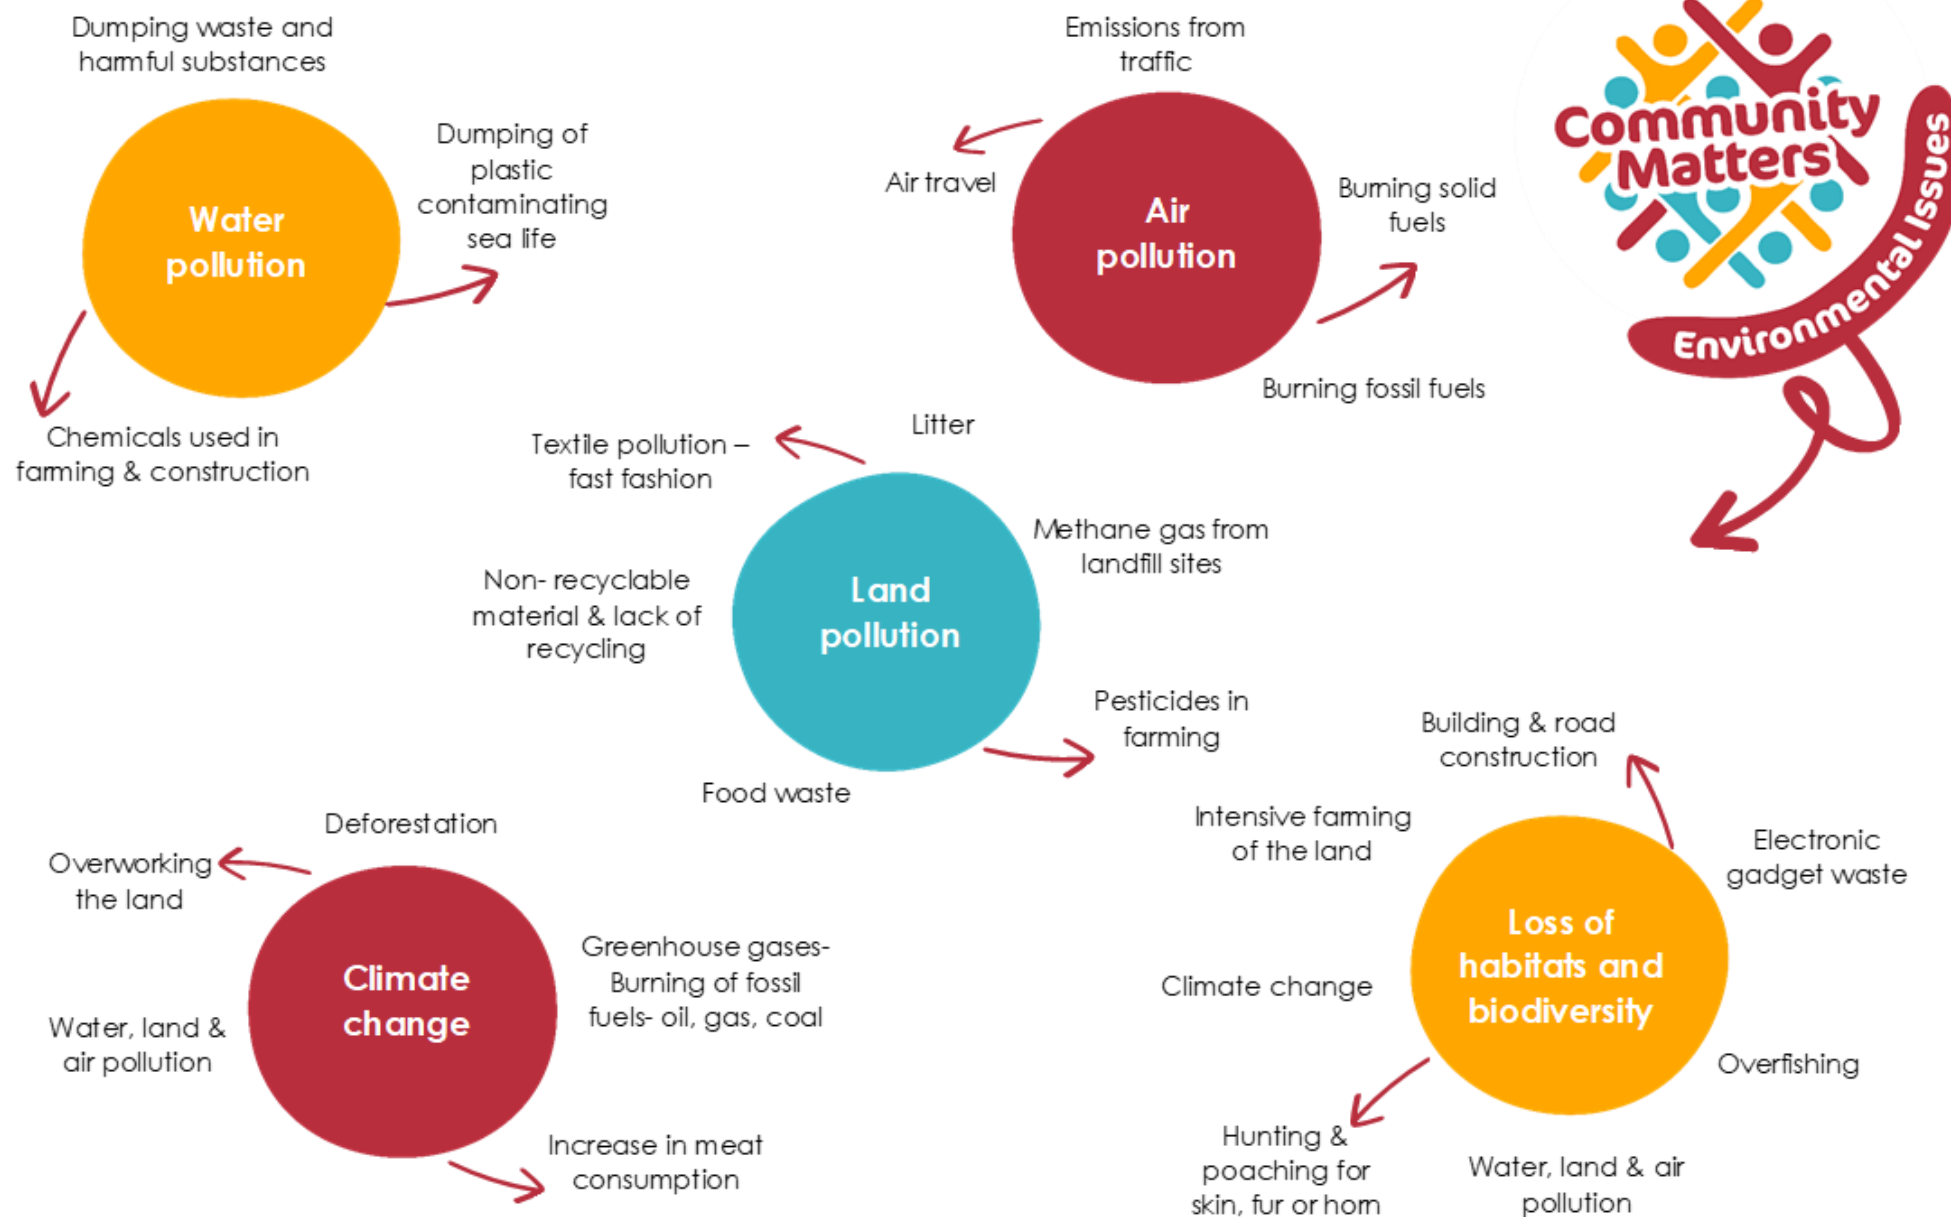 Dumping waste and
harmful substances
Water
pollution
Dumping of
plastic
contaminating
sea life
Chemicals used in
farming & construction
Emissions from
traffic
Air travel
Air
pollution
Burning solid
fuels
Burning fossil fuels
Community
Matters
Environmental Issues
Litter
Textile pollution –
fast fashion
Methane gas from
landfill sites
Non- recyclable
material & lack of
recycling
Land
pollution
Pesticides in
farming
Food waste
Deforestation
Overworking
the land
Climate
change
Greenhouse gases-
Burning of fossil
fuels- oil, gas, coal
Water, land &
air pollution
Increase in meat
consumption
Building & road
construction
Intensive farming
of the land
Electronic
gadget waste
Loss of
habitats and
biodiversity
Climate change
Overfishing
Hunting &
poaching for
skin, fur or horn
Water, land & air
pollution